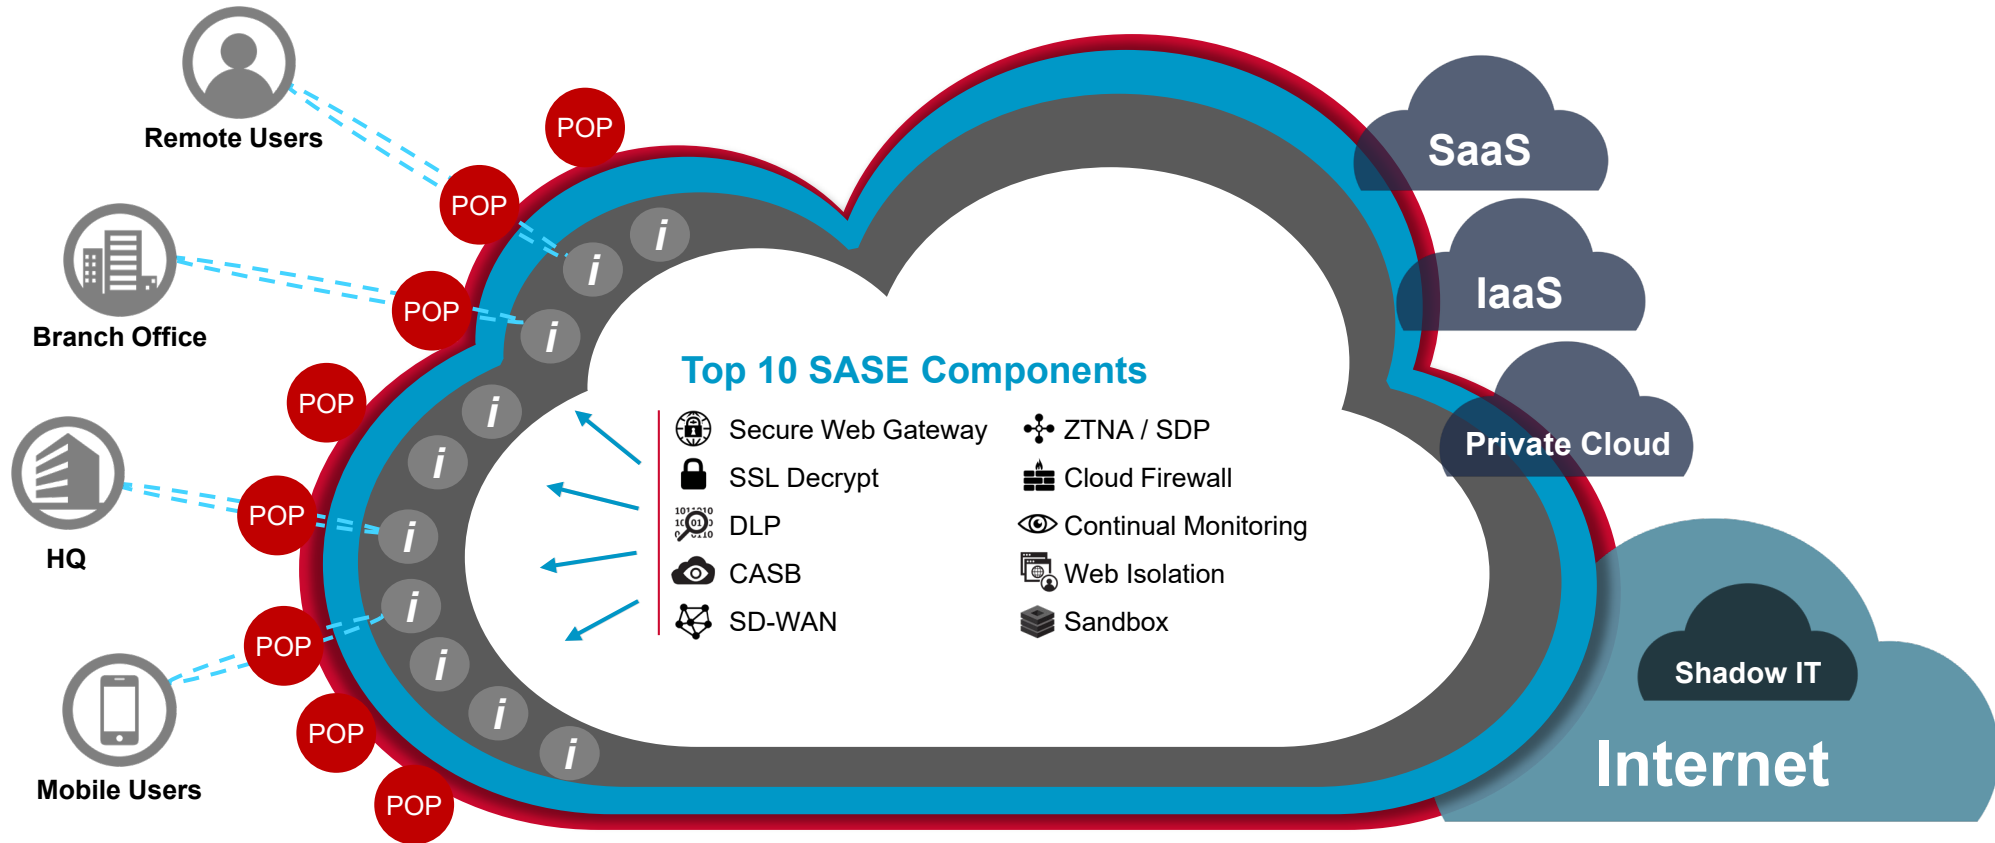 Remote Users
POP
POP
Branch Office
POP
POP
HQ
POP
POP
Mobile Users
POP
POP
i
i
i
i
i
i
i
i
i
i
Top 10 SASE Components
Secure Web Gateway
SSL Decrypt
DLP
CASB
SD-WAN
ZTNA / SDP
Cloud Firewall
Continual Monitoring
Web Isolation
Sandbox
SaaS
IaaS
Private Cloud
Shadow IT
Internet